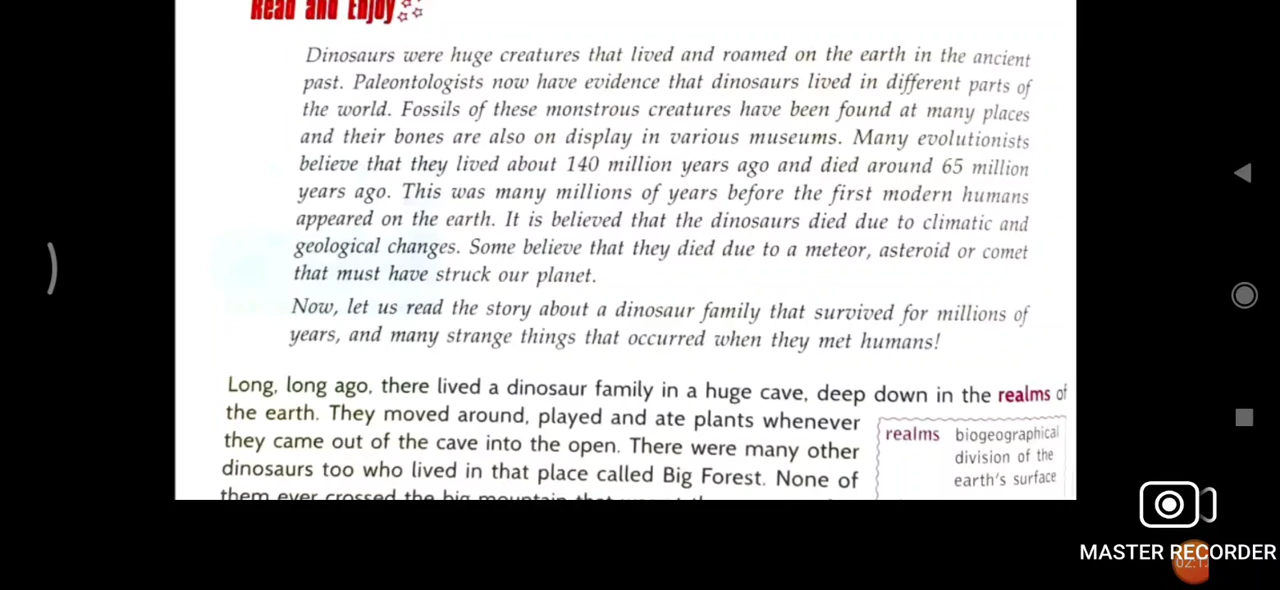 Read and Enjoy
Dinosaurs were huge creatures that lived and roamed on the earth in the ancient
past. Paleontologists now have evidence that dinosaurs lived in different parts of
the world. Fossils of these monstrous creatures have been found at many places
and their bones are also on display in various museums. Many evolutionists
believe that they lived about 140 million years ago and died around 65 million
years ago. This was many millions of years before the first modern humans
appeared on the earth. It is believed that the dinosaurs died due to climatic and
geological changes. Some believe that they died due to a meteor, asteroid or comet
that must have struck our planet.
Now, let us read the story about a dinosaur family that survived for millions of
years, and many strange things that occurred when they met humans!
Long, long ago, there lived a dinosaur family in a huge cave, deep down in the realms of
the earth. They moved around, played and ate plants whenever
they came out of the cave into the open. There were many other
dinosaurs too who lived in that place called Big Forest. None of
them ever crossed the big mountain that
realms biogeographical
division of the
earth's surface
MASTER RECORDER